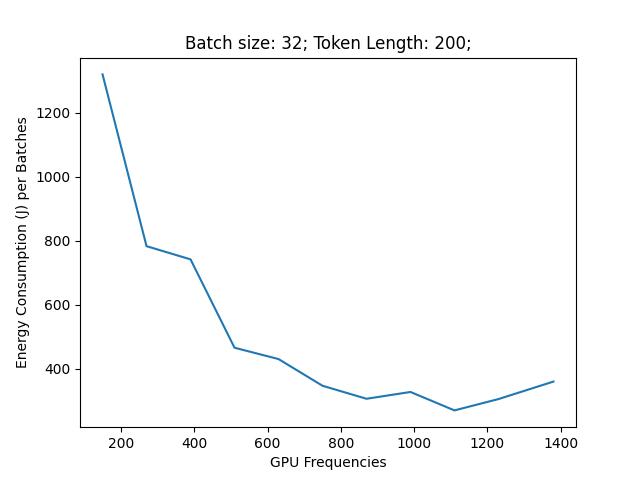 Batch size: 32; Token Length: 200;
1200
1000
800
600
400
Energy Consumption (J) per Batches
200 400 600 800 1000 1200 1400
GPU Frequencies